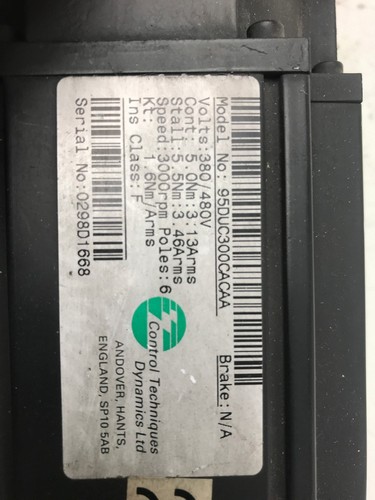 Model No: 95DUC300CACAA Brake: N/A
Volts:380/480V
Cont: 5.0Nm:3.13Arms
Stall:5.5Nm:3.46Arms
Speed:3000rpm Poles:6
Kt: 1.6Nm/Arms
Ins Class: F
Serial No:0298D1668
Control Techniques
Dynamics Ltd
ANDOVER, HANTS,
ENGLAND, SP10 5AB
CE